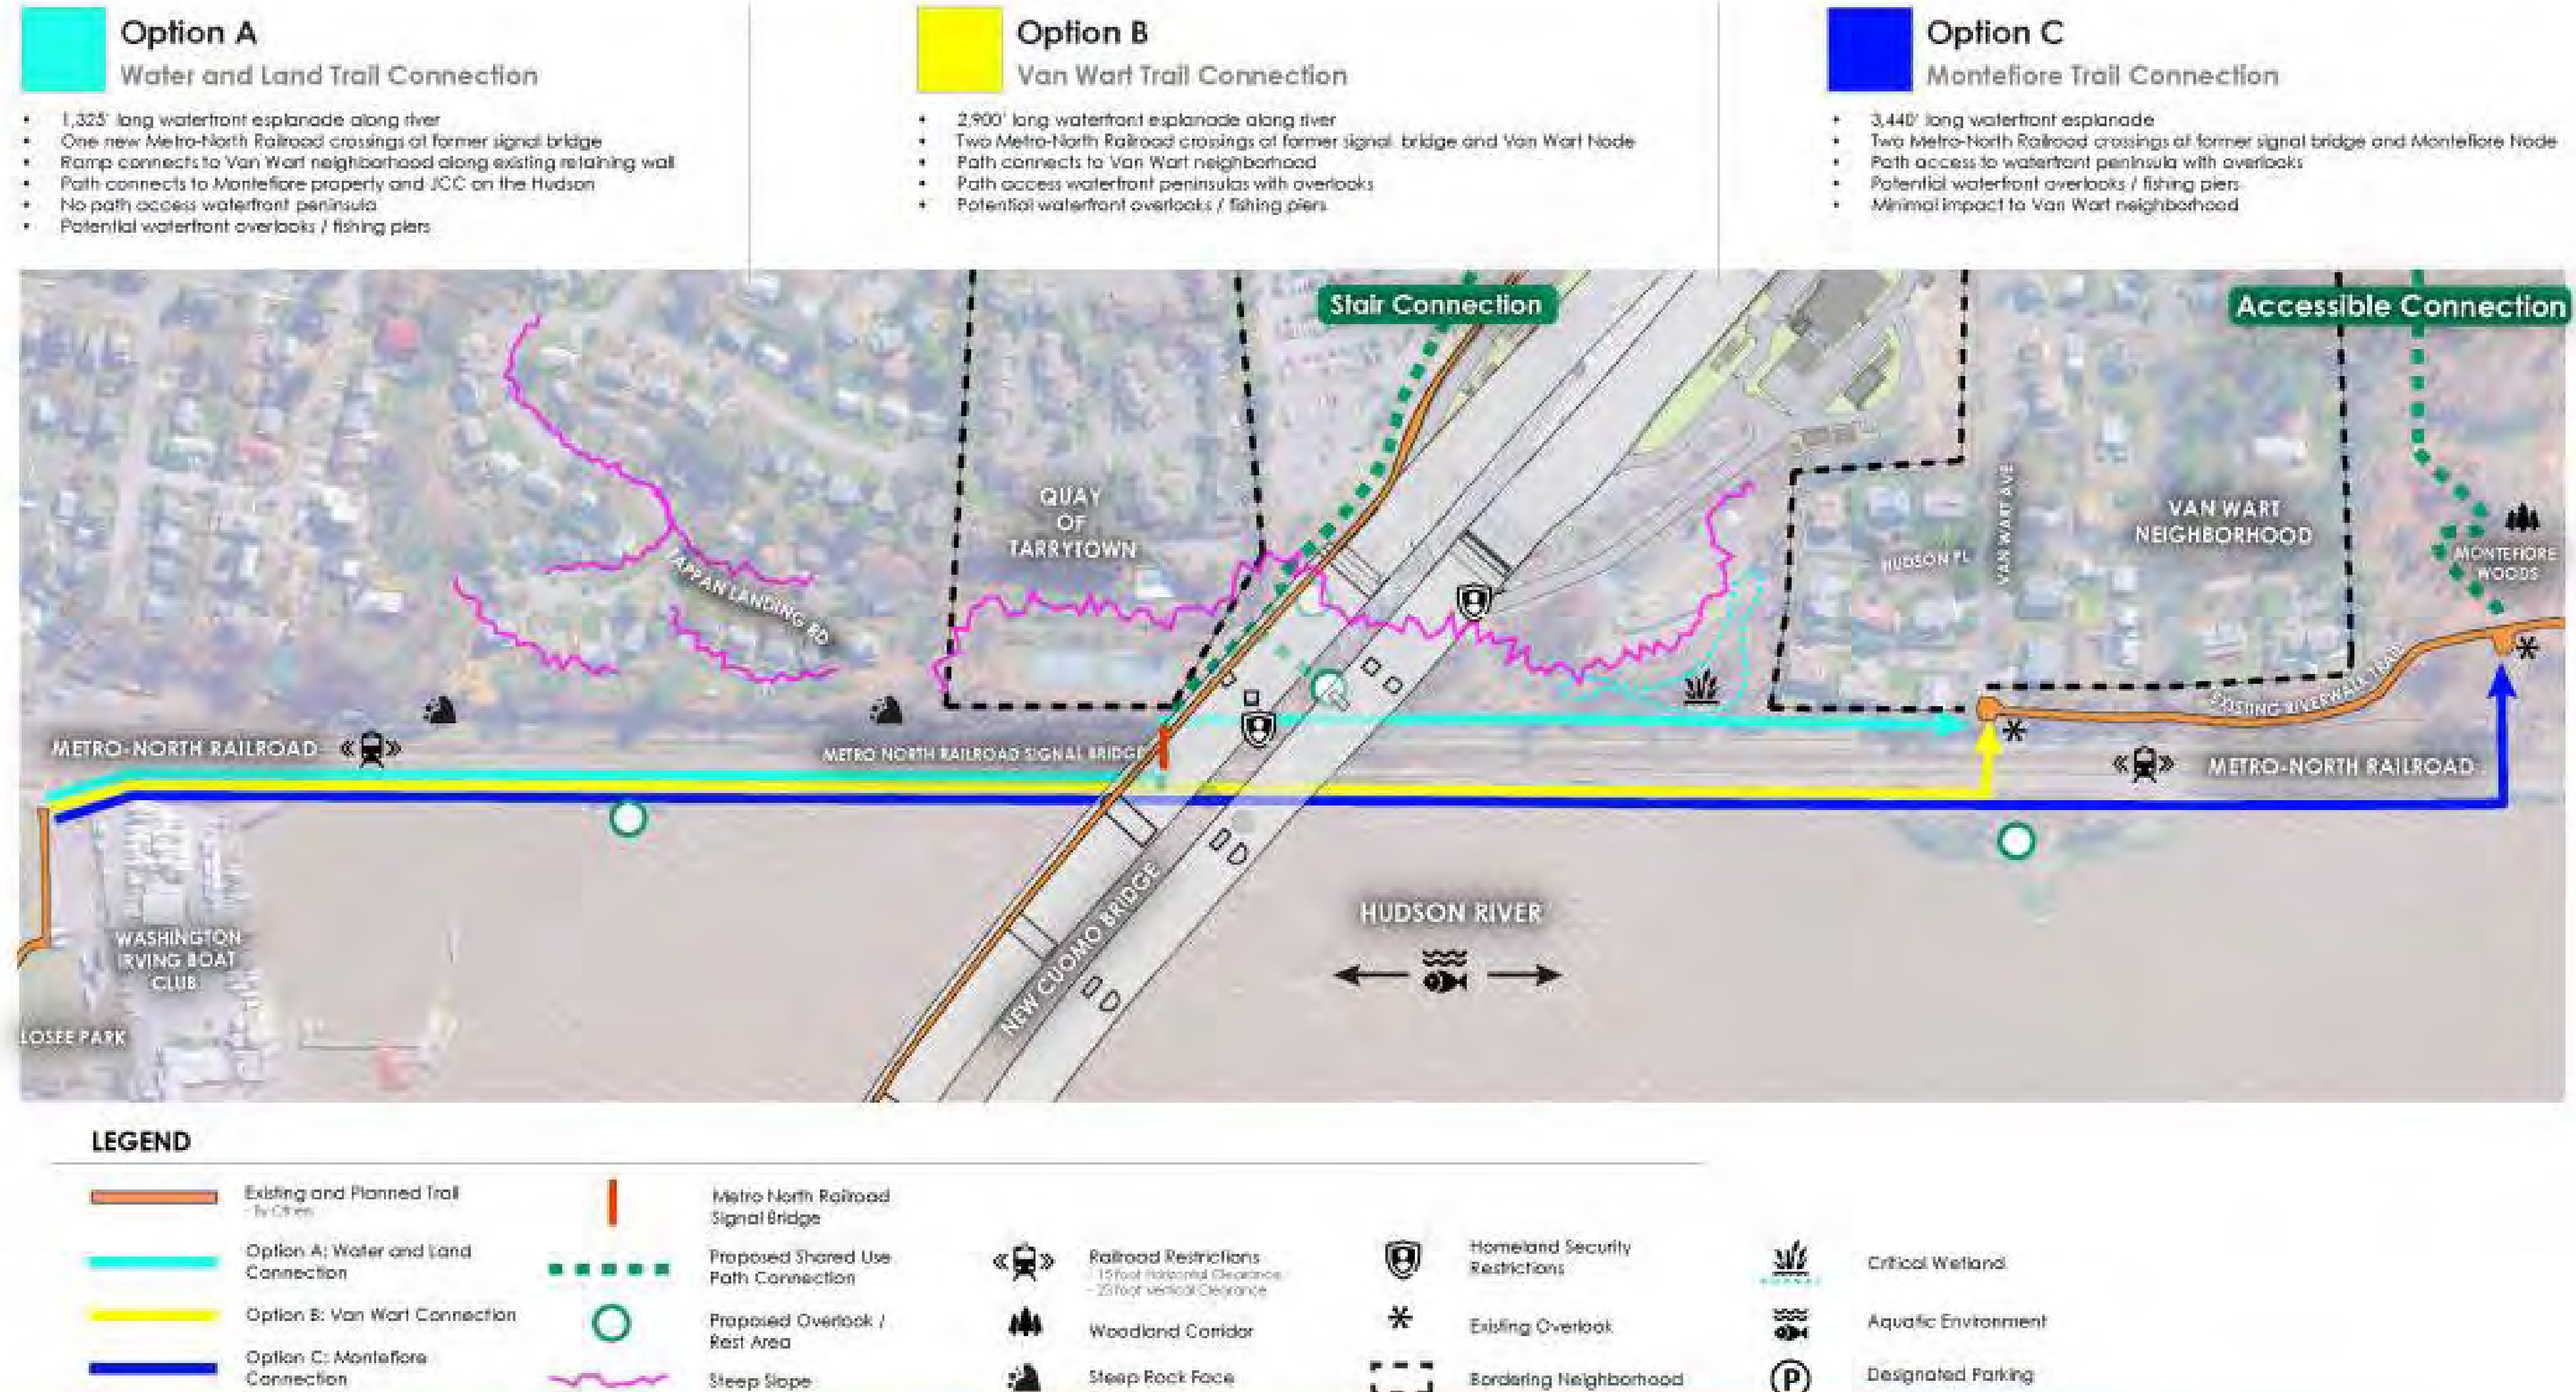 Option A
Water and Land Trail Connection
• 1,325' long waterfront esplanade along river
• One new Metro-North Railroad crossings at former signal bridge
• Ramp connects to Van Wart neighborhood along existing retaining wall
• Path connects to Montefiore property and JCC on the Hudson
• No path access waterfront peninsula
• Potential waterfront overlooks / fishing piers
Option B
Van Wart Trail Connection
• 2,900' long waterfront esplanade along river
• Two Metro-North Railroad crossings at former signal bridge and Van Wart Node
• Path connects to Van Wart neighborhood
• Path access waterfront peninsulas with overlooks
• Potential waterfront overlooks / fishing piers
Option C
Montefiore Trail Connection
• 3,440' long waterfront esplanade
• Two Metro-North Railroad crossings at former signal bridge and Montefiore Node
• Path access to waterfront peninsula with overlooks
• Potential waterfront overlooks / fishing piers
• Minimal impact to Van Wart neighborhood
Stair Connection
Accessible Connection
QUAY
OF
TARRYTOWN
TAPPAN LANDING RD
HUDSON PL
VAN WART AVE
VAN WART
NEIGHBORHOOD
MONTEFIORE
WOODS
EXISTING RIVERWALK TRAIL
METRO-NORTH RAILROAD
METRO NORTH RAILROAD SIGNAL BRIDGE
METRO-NORTH RAILROAD
WASHINGTON
IRVING BOAT
CLUB
LOSEE PARK
NEW CUOMO BRIDGE
HUDSON RIVER
LEGEND
Existing and Planned Trail
- By Others
Option A: Water and Land
Connection
Option B: Van Wart Connection
Option C: Montefiore
Connection
Metro North Railroad
Signal Bridge
Proposed Shared Use
Path Connection
Proposed Overlook /
Rest Area
Steep Slope
Railroad Restrictions
- 15 foot Horizontal Clearance
- 23 foot Vertical Clearance
Woodland Corridor
Steep Rock Face
Homeland Security
Restrictions
Existing Overlook
Bordering Neighborhood
Critical Wetland
Aquatic Environment
P
Designated Parking